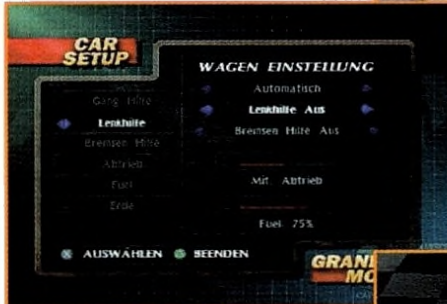 CAR
SETUP
WAGEN EINSTELLUNG
Gang Hilfe
Lenkhilfe
Bremsen Hilfe
Abtrieb
Fuel
Ende
Automatisch
Lenkhilfe Aus
Bremsen Hilfe Aus
Mit. Abtrieb
Fuel 75%
AUSWÄHLEN
BEENDEN
GRAN
MO